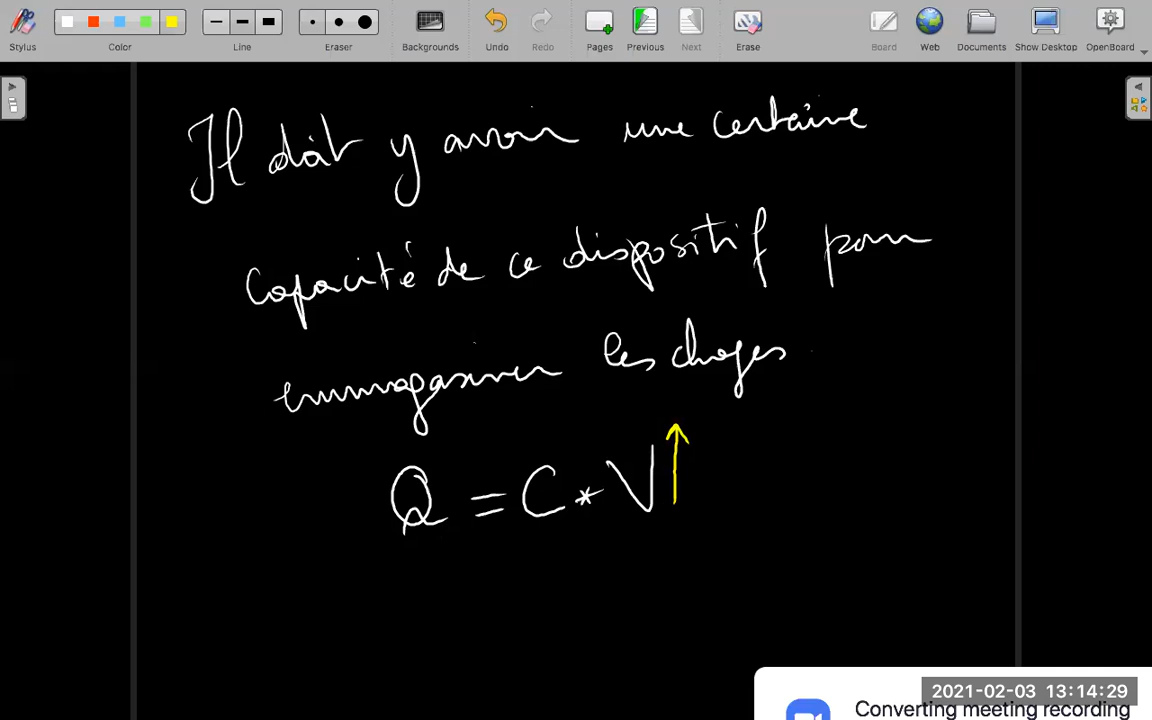 Stylus
Color
Line
Eraser
Backgrounds
Undo
Redo
Pages
Previous
Next
Erase
Board
Web
Documents
Show Desktop
OpenBoard
Il doit y avoir une certaine
capacité de ce dispositif pour
emmagasiner les charges
Q = C * V
2021-02-03 13:14:29
Converting meeting recording